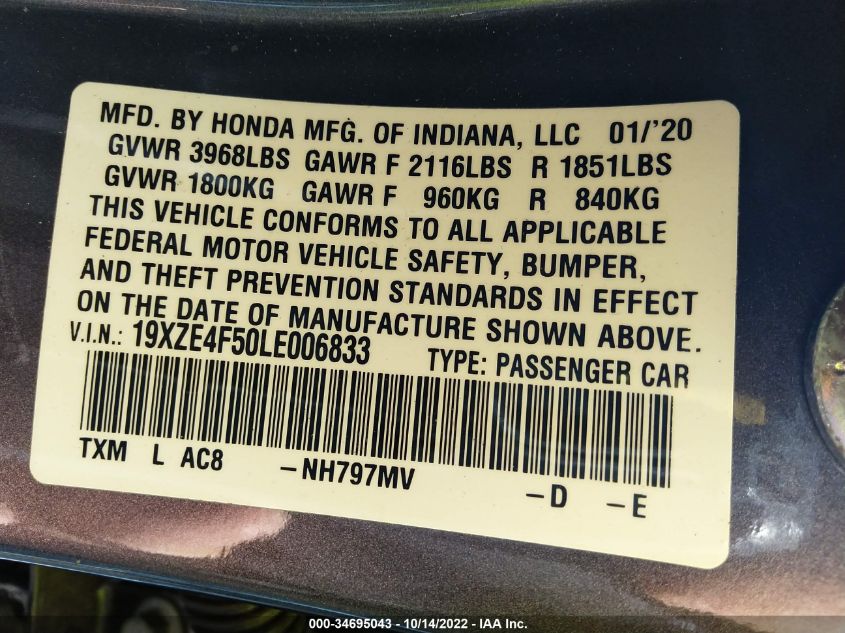 MFD. BY HONDA MFG. OF INDIANA, LLC 01/'20
GVWR 3968LBS GAWR F 2116LBS R 1851LBS
GVWR 1800KG GAWR F 960KG R 840KG
THIS VEHICLE CONFORMS TO ALL APPLICABLE
FEDERAL MOTOR VEHICLE SAFETY, BUMPER,
AND THEFT PREVENTION STANDARDS IN EFFECT
ON THE DATE OF MANUFACTURE SHOWN ABOVE.
V.I.N.: 19XZE4F50LE006833 TYPE: PASSENGER CAR
TXM L AC8 -NH797MV -D -E
000-34695043 - 10/14/2022 - IAA Inc.